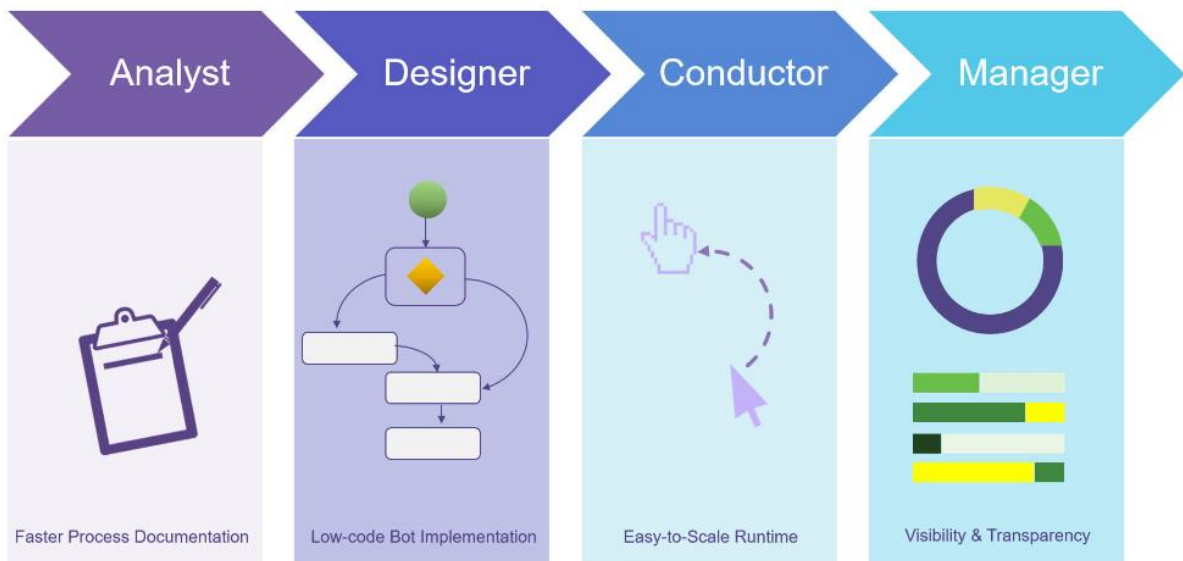 Analyst
Designer
Conductor
Manager
Faster Process Documentation
Low-code Bot Implementation
Easy-to-Scale Runtime
Visibility & Transparency